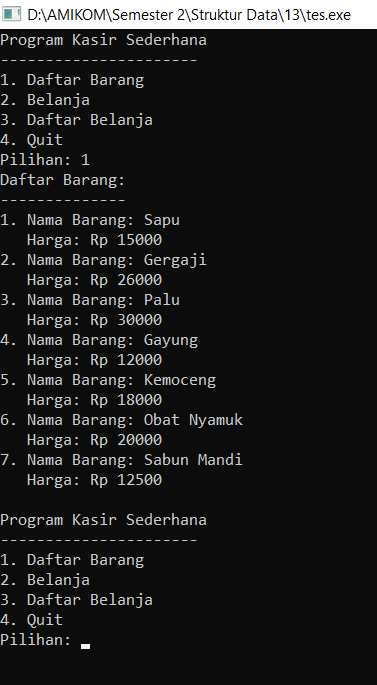 D:\AMIKOM\Semester 2\Struktur Data\13\tes.exe
Program Kasir Sederhana
----------------------
1. Daftar Barang
2. Belanja
3. Daftar Belanja
4. Quit
Pilihan: 1
Daftar Barang:
--------------
1. Nama Barang: Sapu
   Harga: Rp 15000
2. Nama Barang: Gergaji
   Harga: Rp 26000
3. Nama Barang: Palu
   Harga: Rp 30000
4. Nama Barang: Gayung
   Harga: Rp 12000
5. Nama Barang: Kemoceng
   Harga: Rp 18000
6. Nama Barang: Obat Nyamuk
   Harga: Rp 20000
7. Nama Barang: Sabun Mandi
   Harga: Rp 12500

Program Kasir Sederhana
----------------------
1. Daftar Barang
2. Belanja
3. Daftar Belanja
4. Quit
Pilihan: